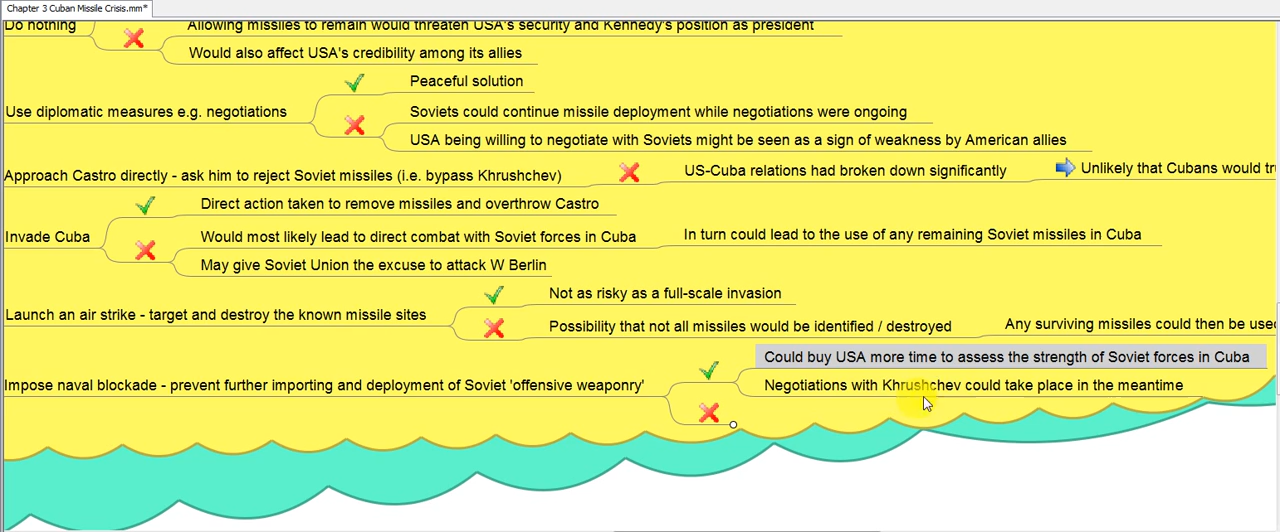 Chapter 3 Cuban Missile Crisis.mm*
Do nothing
Allowing missiles to remain would threaten USA's security and Kennedy's position as president
Would also affect USA's credibility among its allies
Use diplomatic measures e.g. negotiations
Peaceful solution
Soviets could continue missile deployment while negotiations were ongoing
USA being willing to negotiate with Soviets might be seen as a sign of weakness by American allies
Approach Castro directly - ask him to reject Soviet missiles (i.e. bypass Khrushchev)
US-Cuba relations had broken down significantly
Unlikely that Cubans would
Invade Cuba
Direct action taken to remove missiles and overthrow Castro
Would most likely lead to direct combat with Soviet forces in Cuba
In turn could lead to the use of any remaining Soviet missiles in Cuba
May give Soviet Union the excuse to attack W Berlin
Launch an air strike - target and destroy the known missile sites
Not as risky as a full-scale invasion
Possibility that not all missiles would be identified / destroyed
Any surviving missiles could then be used
Impose naval blockade - prevent further importing and deployment of Soviet 'offensive weaponry'
Could buy USA more time to assess the strength of Soviet forces in Cuba
Negotiations with Khrushchev could take place in the meantime